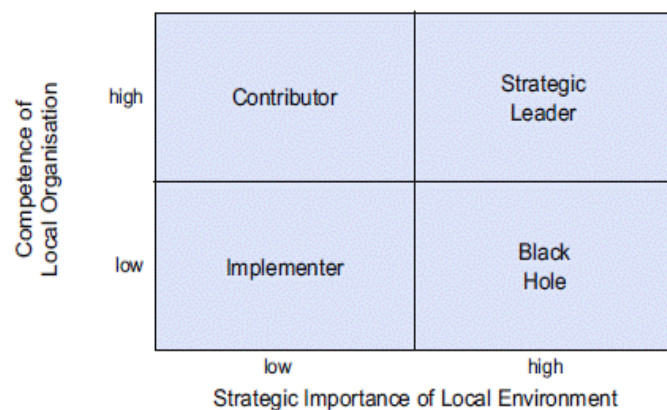 Competence of
Local Organisation
high
Contributor
Strategic
Leader
low
Implementer
Black
Hole
low
high
Strategic Importance of Local Environment